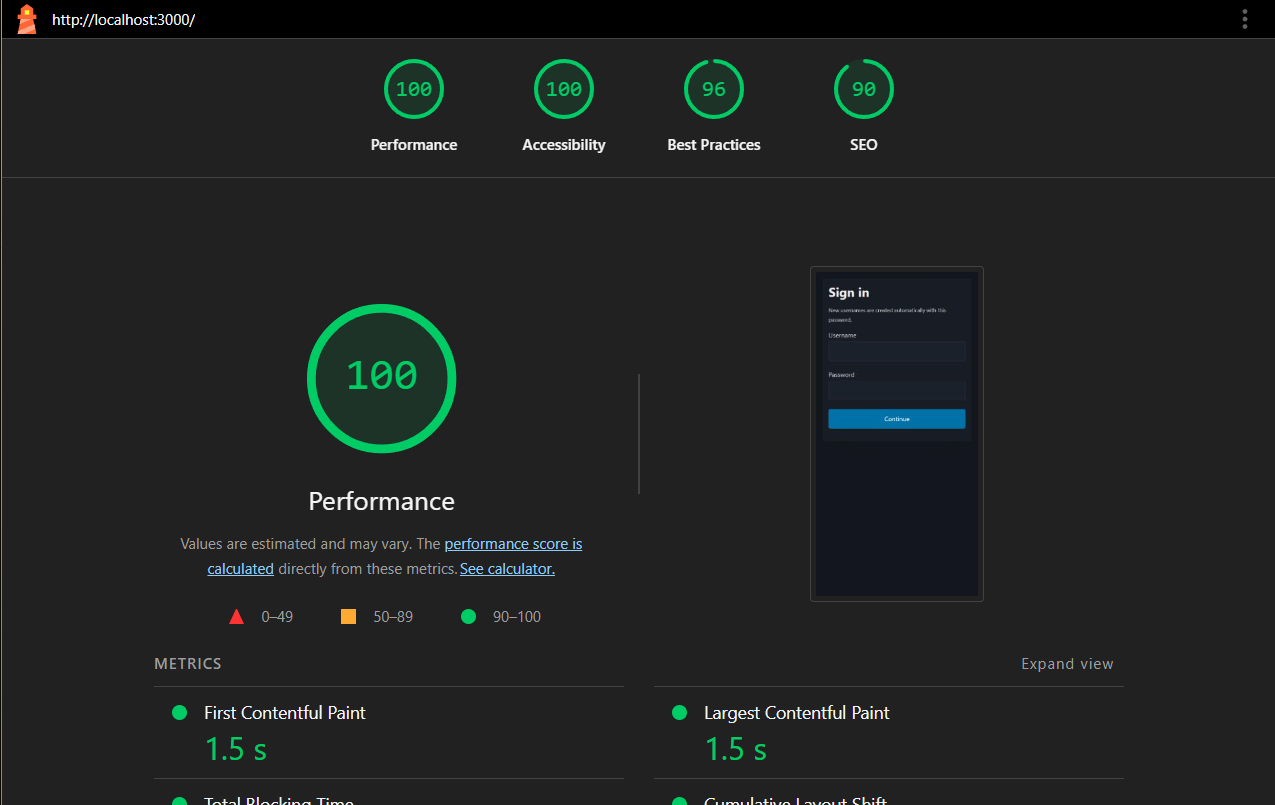 http://localhost:3000/
100
100
96
90
Performance
Accessibility
Best Practices
SEO
100
Performance
Values are estimated and may vary. The performance score is
calculated directly from these metrics. See calculator.
0–49
50–89
90–100
Sign in
New usernames are created automatically with this
password.
Username
Password
Continue
METRICS
Expand view
First Contentful Paint
1.5 s
Largest Contentful Paint
1.5 s
Total Blocking Time
Cumulative Layout Shift